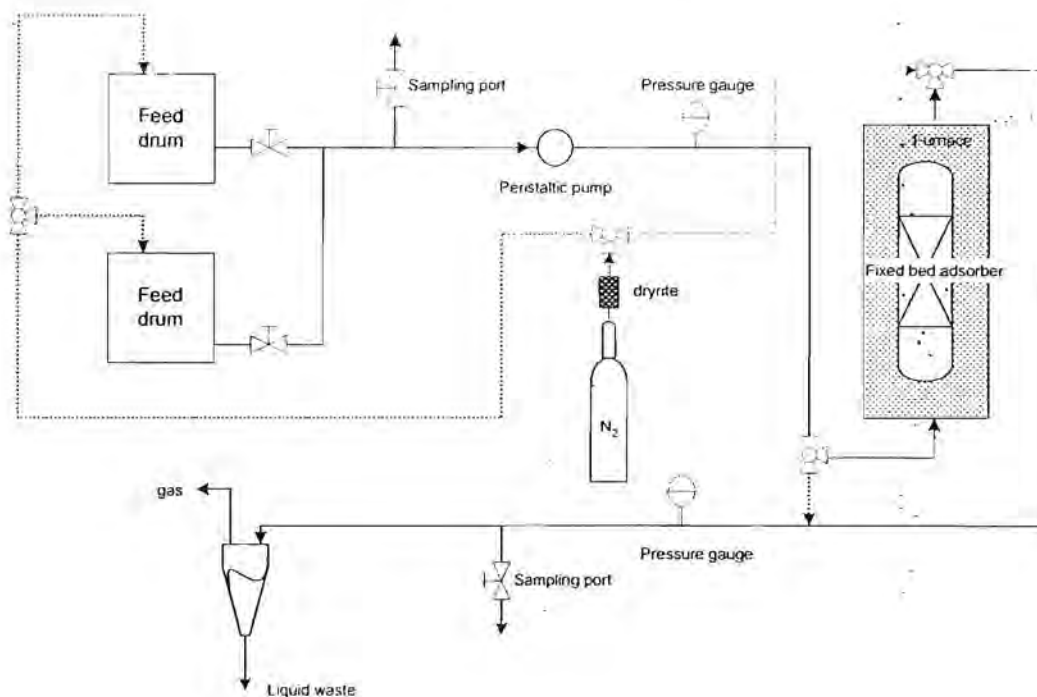 Feed
drum
Sampling port
Pressure gauge
Furnace
Peristaltic pump
Feed
drum
dryrite
Fixed bed adsorber
N2
gas
Pressure gauge
Sampling port
Liquid waste